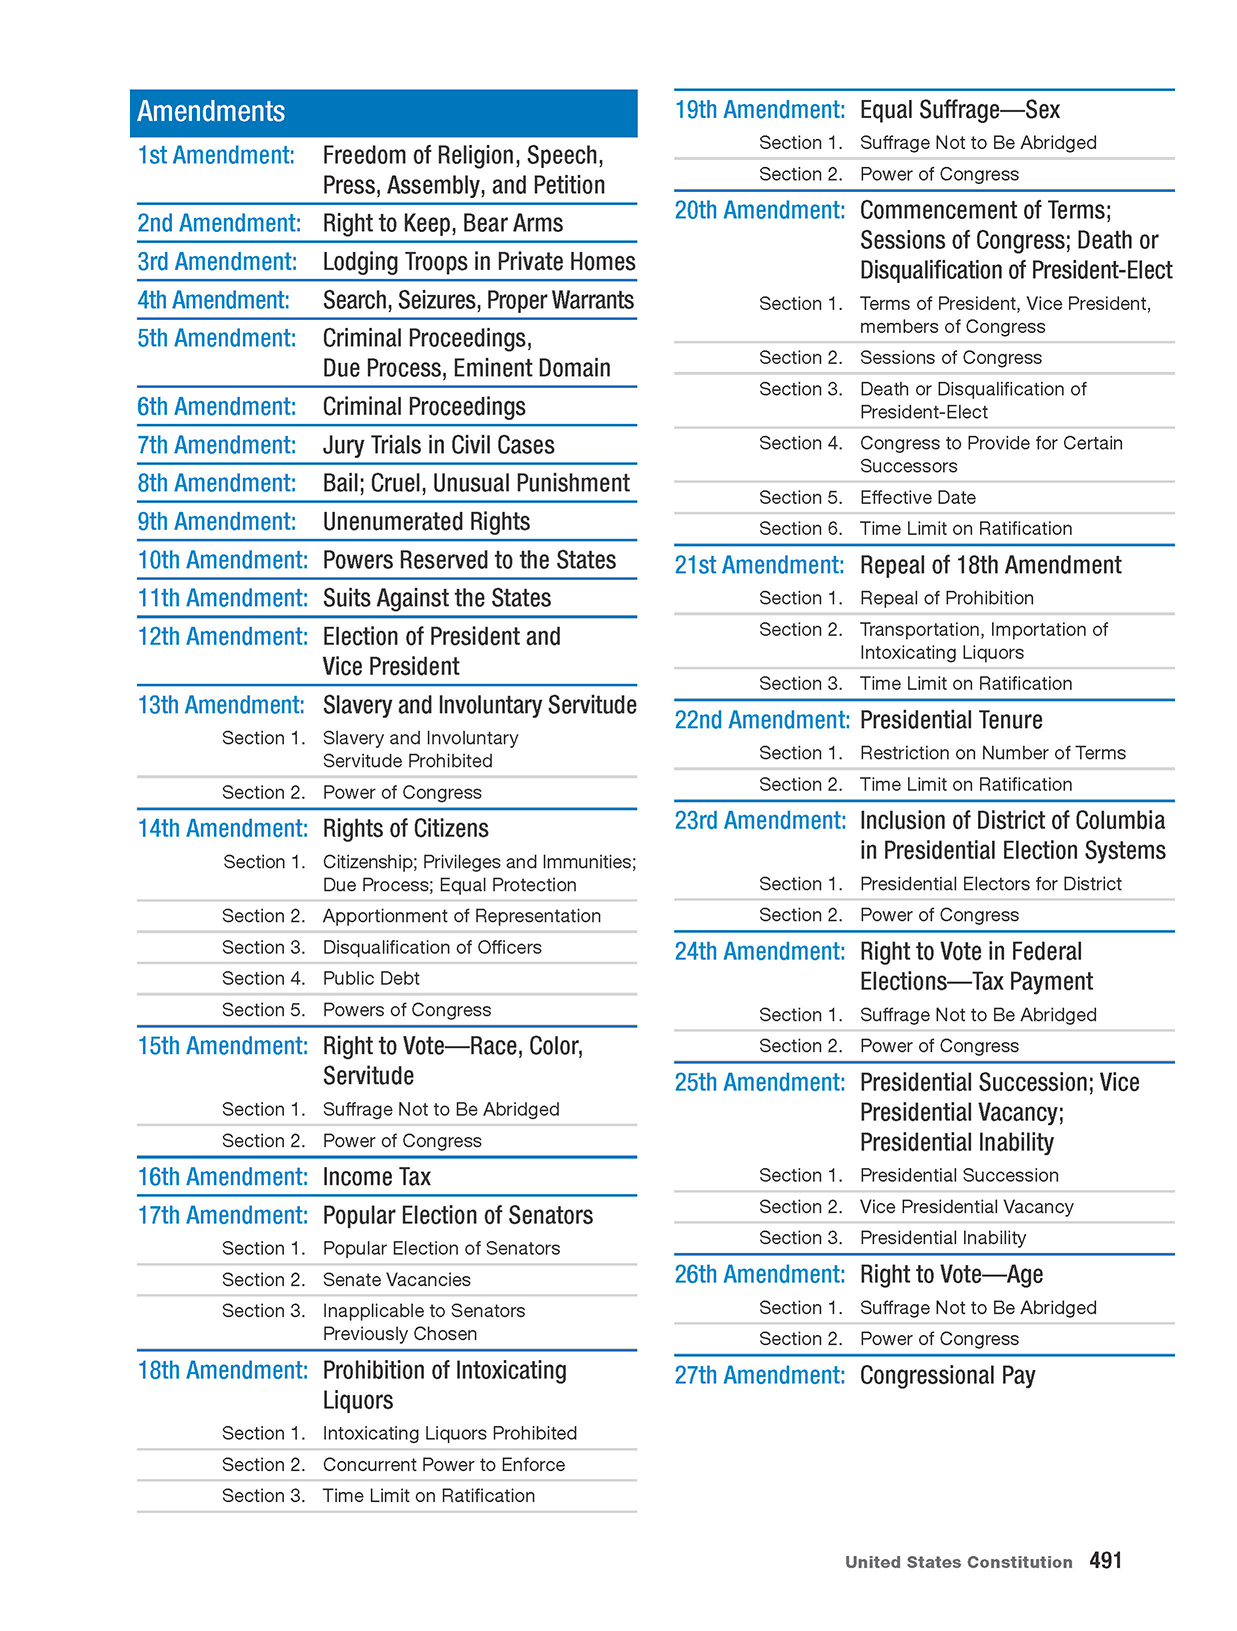 Amendments
1st Amendment: Freedom of Religion, Speech,
Press, Assembly, and Petition
2nd Amendment: Right to Keep, Bear Arms
3rd Amendment: Lodging Troops in Private Homes
4th Amendment: Search, Seizures, Proper Warrants
5th Amendment: Criminal Proceedings,
Due Process, Eminent Domain
6th Amendment: Criminal Proceedings
7th Amendment: Jury Trials in Civil Cases
8th Amendment: Bail; Cruel, Unusual Punishment
9th Amendment: Unenumerated Rights
10th Amendment: Powers Reserved to the States
11th Amendment: Suits Against the States
12th Amendment: Election of President and
Vice President
13th Amendment: Slavery and Involuntary Servitude
Section 1. Slavery and Involuntary
Servitude Prohibited
Section 2. Power of Congress
14th Amendment: Rights of Citizens
Section 1. Citizenship; Privileges and Immunities;
Due Process; Equal Protection
Section 2. Apportionment of Representation
Section 3. Disqualification of Officers
Section 4. Public Debt
Section 5. Powers of Congress
15th Amendment: Right to Vote—Race, Color,
Servitude
Section 1. Suffrage Not to Be Abridged
Section 2. Power of Congress
16th Amendment: Income Tax
17th Amendment: Popular Election of Senators
Section 1. Popular Election of Senators
Section 2. Senate Vacancies
Section 3. Inapplicable to Senators
Previously Chosen
18th Amendment: Prohibition of Intoxicating
Liquors
Section 1. Intoxicating Liquors Prohibited
Section 2. Concurrent Power to Enforce
Section 3. Time Limit on Ratification
19th Amendment: Equal Suffrage—Sex
Section 1. Suffrage Not to Be Abridged
Section 2. Power of Congress
20th Amendment: Commencement of Terms;
Sessions of Congress; Death or
Disqualification of President-Elect
Section 1. Terms of President, Vice President,
members of Congress
Section 2. Sessions of Congress
Section 3. Death or Disqualification of
President-Elect
Section 4. Congress to Provide for Certain
Successors
Section 5. Effective Date
Section 6. Time Limit on Ratification
21st Amendment: Repeal of 18th Amendment
Section 1. Repeal of Prohibition
Section 2. Transportation, Importation of
Intoxicating Liquors
Section 3. Time Limit on Ratification
22nd Amendment: Presidential Tenure
Section 1. Restriction on Number of Terms
Section 2. Time Limit on Ratification
23rd Amendment: Inclusion of District of Columbia
in Presidential Election Systems
Section 1. Presidential Electors for District
Section 2. Power of Congress
24th Amendment: Right to Vote in Federal
Elections—Tax Payment
Section 1. Suffrage Not to Be Abridged
Section 2. Power of Congress
25th Amendment: Presidential Succession; Vice
Presidential Vacancy;
Presidential Inability
Section 1. Presidential Succession
Section 2. Vice Presidential Vacancy
Section 3. Presidential Inability
26th Amendment: Right to Vote—Age
Section 1. Suffrage Not to Be Abridged
Section 2. Power of Congress
27th Amendment: Congressional Pay
United States Constitution 491